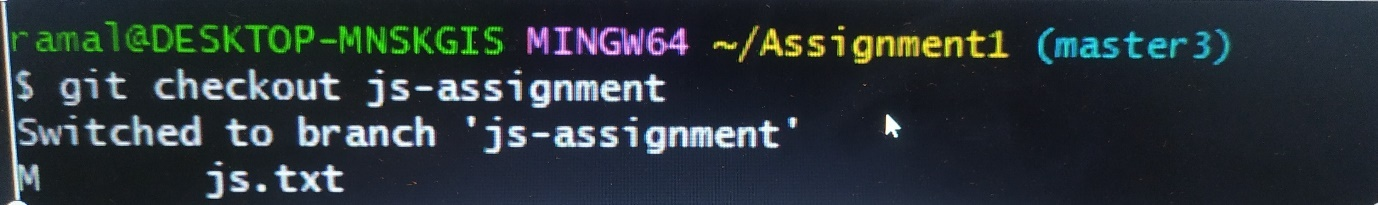 ramal@DESKTOP-MNSKGIS MINGW64 ~/Assignment1 (master3)
$ git checkout js-assignment
Switched to branch 'js-assignment'
M       js.txt